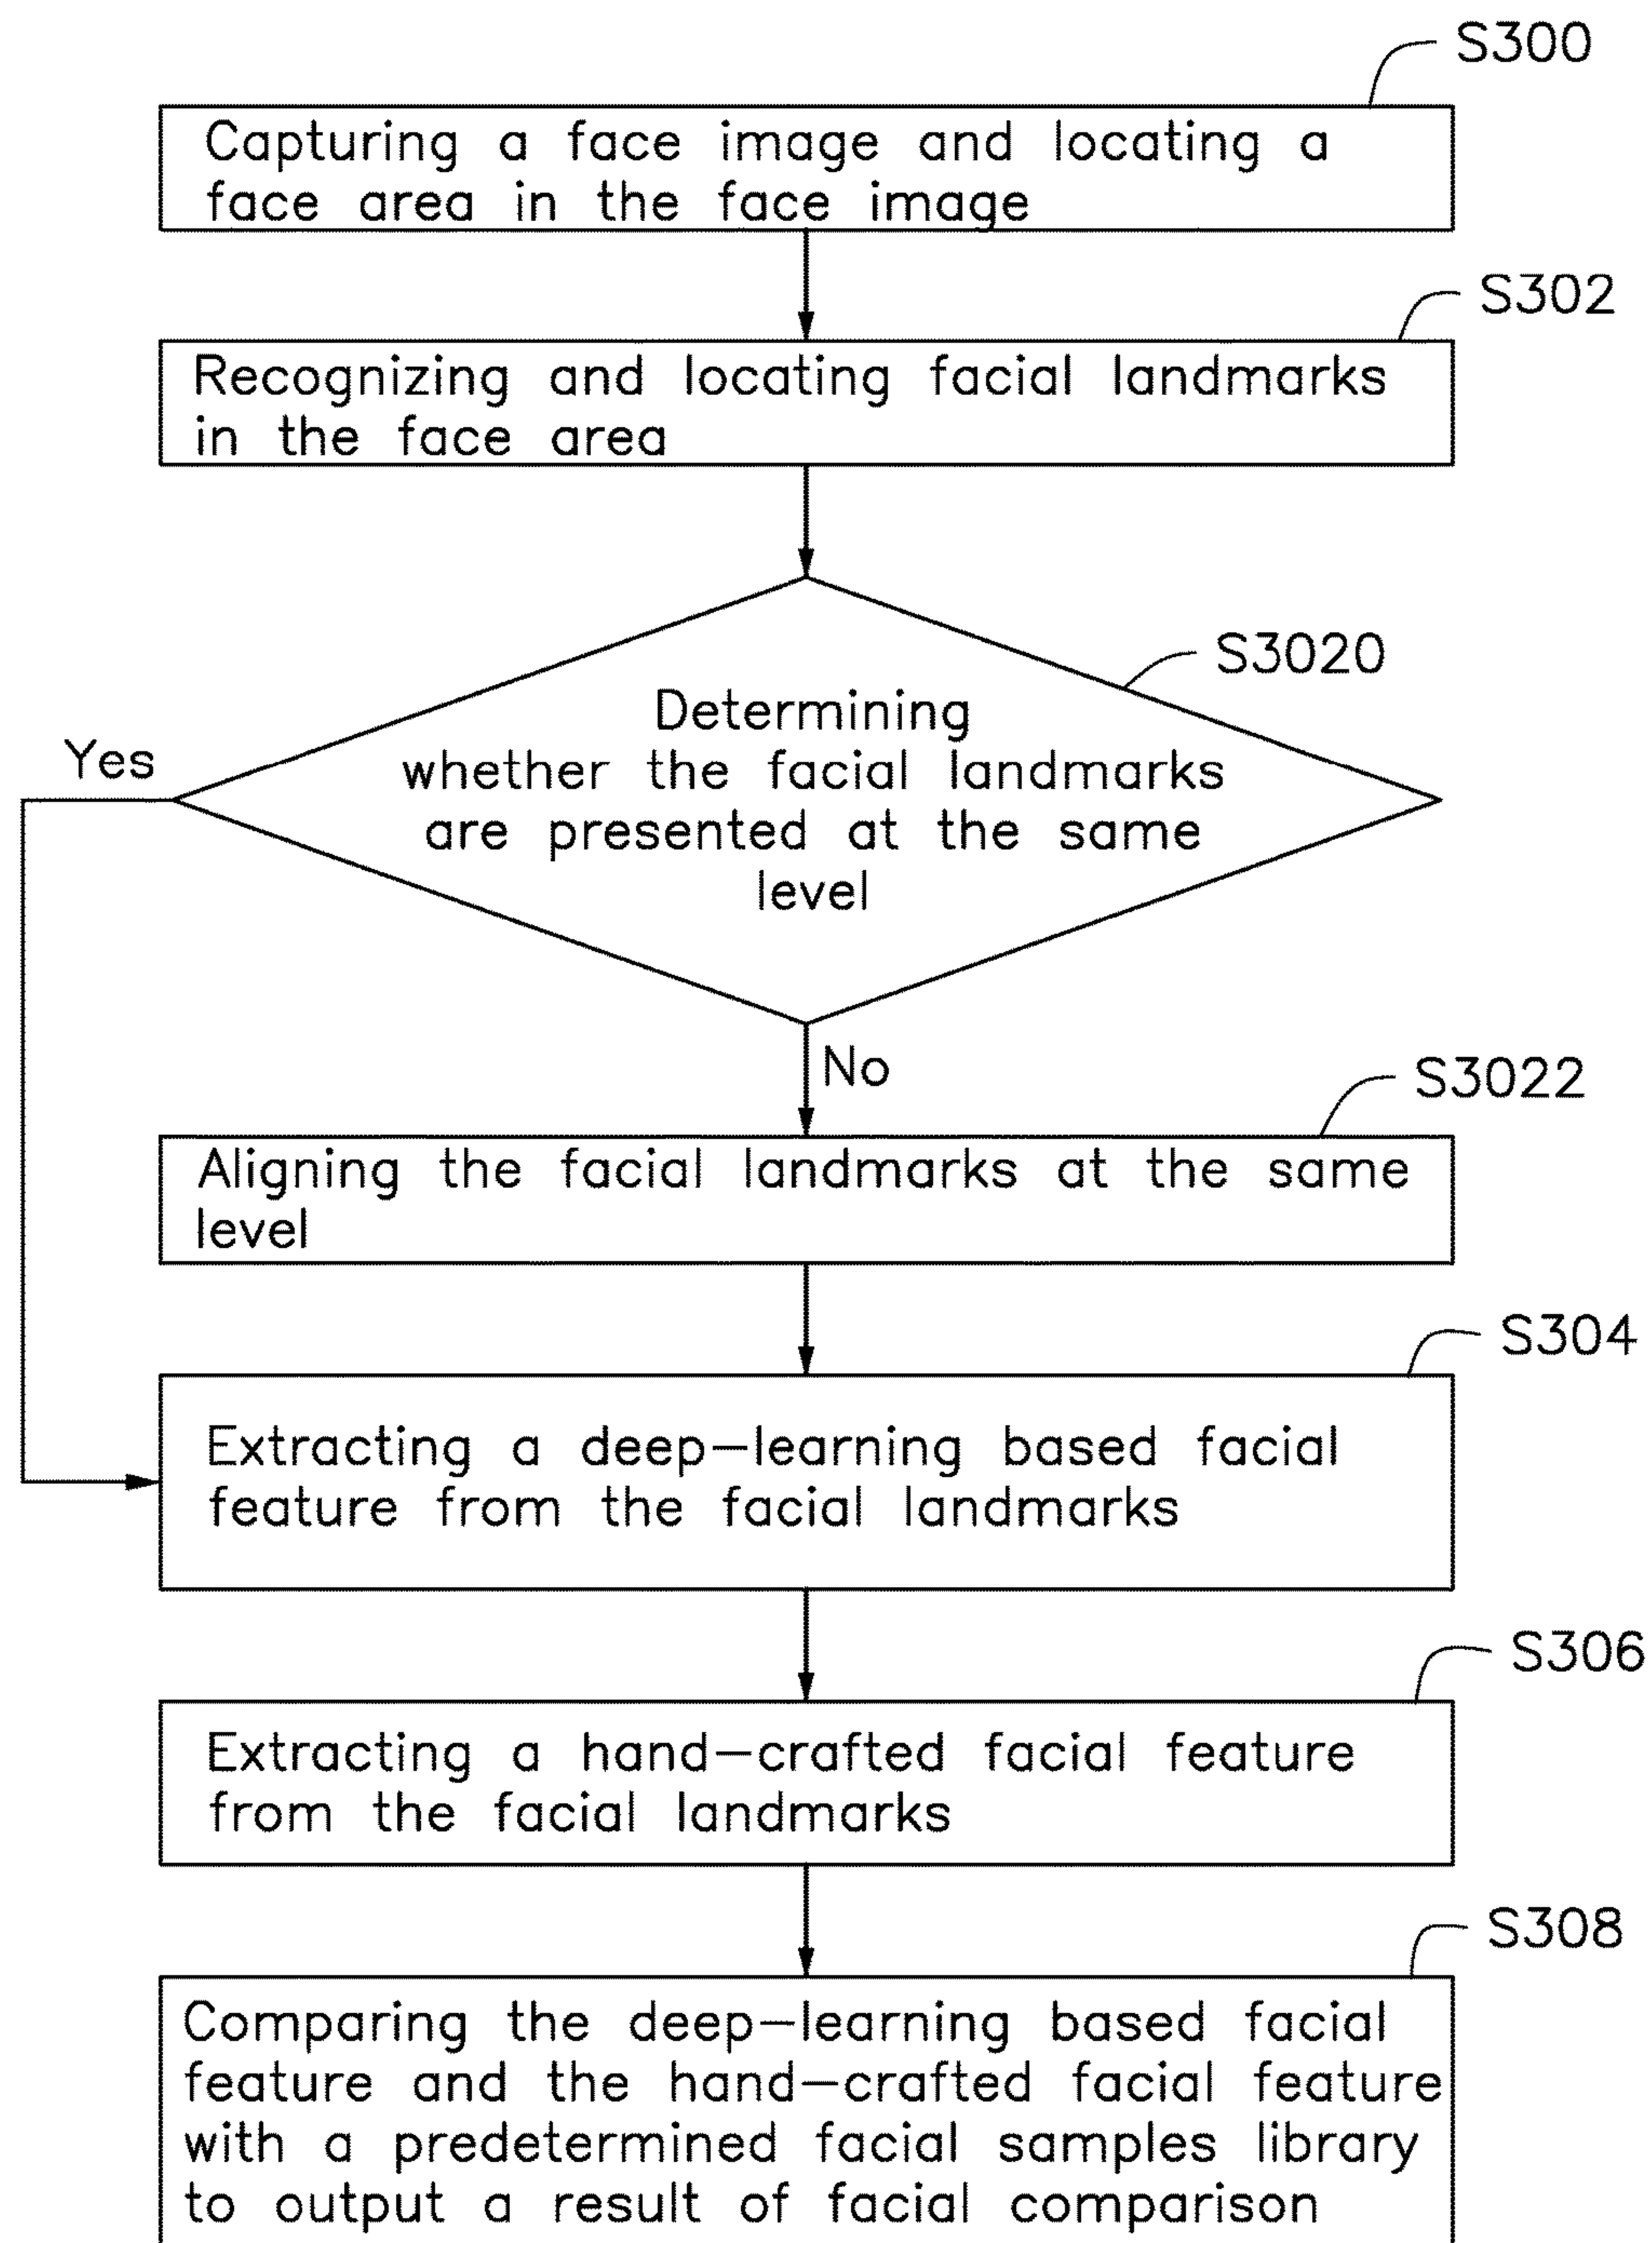 S300
Capturing a face image and locating a
face area in the face image
S302
Recognizing and locating facial landmarks
in the face area
S3020
Determining
whether the facial landmarks
are presented at the same
level
Yes
No
S3022
Aligning the facial landmarks at the same
level
S304
Extracting a deep-learning based facial
feature from the facial landmarks
S306
Extracting a hand-crafted facial feature
from the facial landmarks
S308
Comparing the deep-learning based facial
feature and the hand-crafted facial feature
with a predetermined facial samples library
to output a result of facial comparison